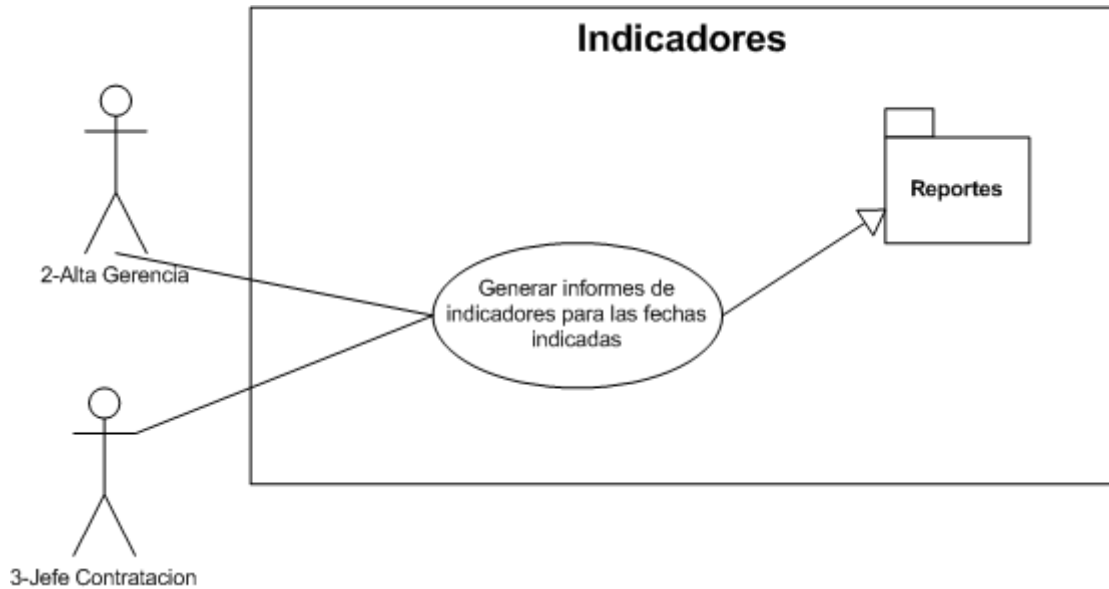 Indicadores
Reportes
2-Alta Gerencia
Generar informes de
indicadores para las fechas
indicadas
3-Jefe Contratacion